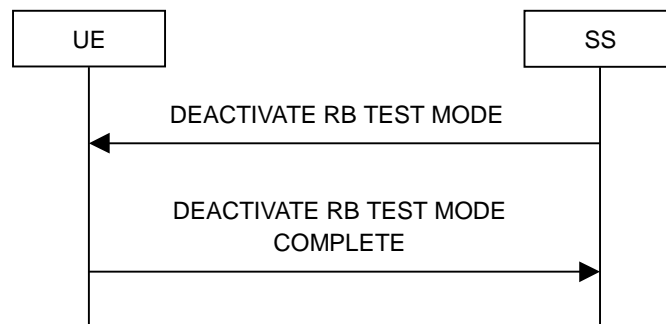 UE
SS
DEACTIVATE RB TEST MODE
DEACTIVATE RB TEST MODE
COMPLETE